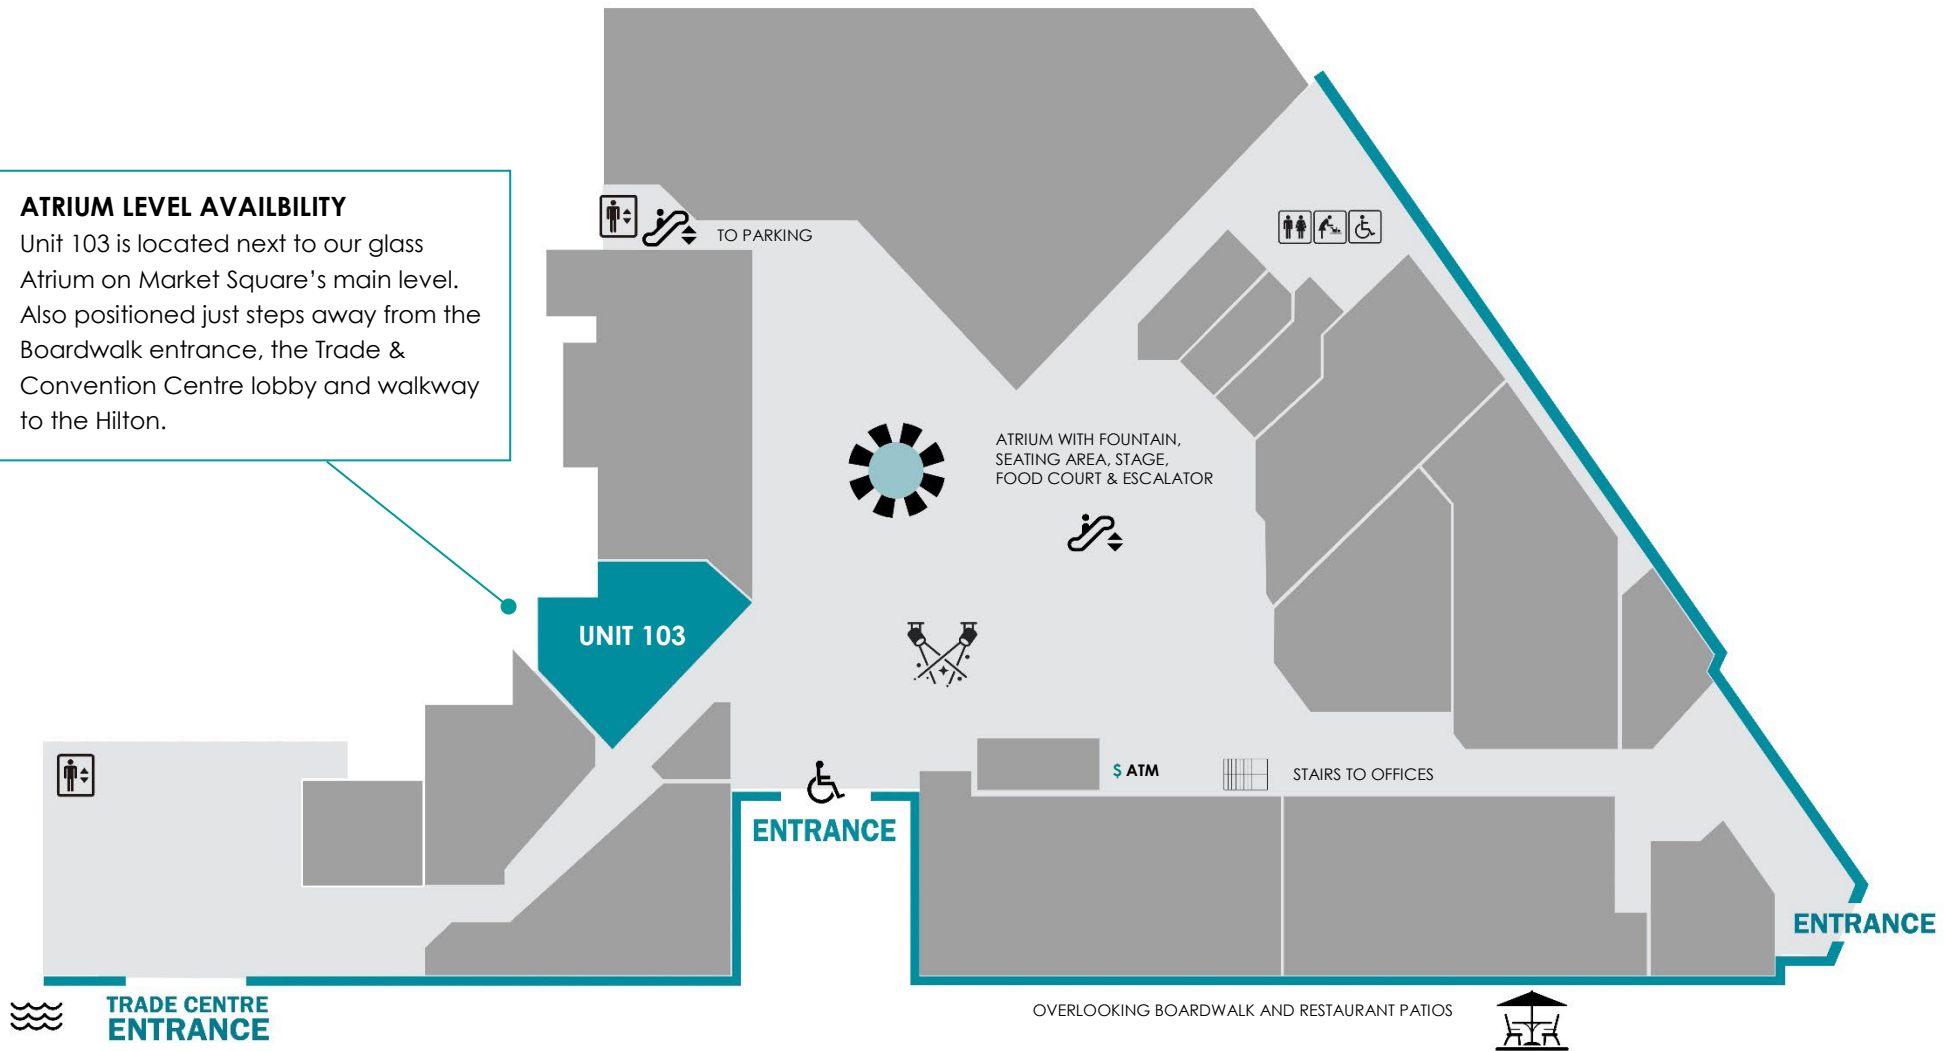 ATRIUM LEVEL AVAILBILITY
Unit 103 is located next to our glass
Atrium on Market Square’s main level.
Also positioned just steps away from the
Boardwalk entrance, the Trade &
Convention Centre lobby and walkway
to the Hilton.
TO PARKING
ATRIUM WITH FOUNTAIN,
SEATING AREA, STAGE,
FOOD COURT & ESCALATOR
UNIT 103
$ ATM
STAIRS TO OFFICES
ENTRANCE
ENTRANCE
TRADE CENTRE
ENTRANCE
OVERLOOKING BOARDWALK AND RESTAURANT PATIOS